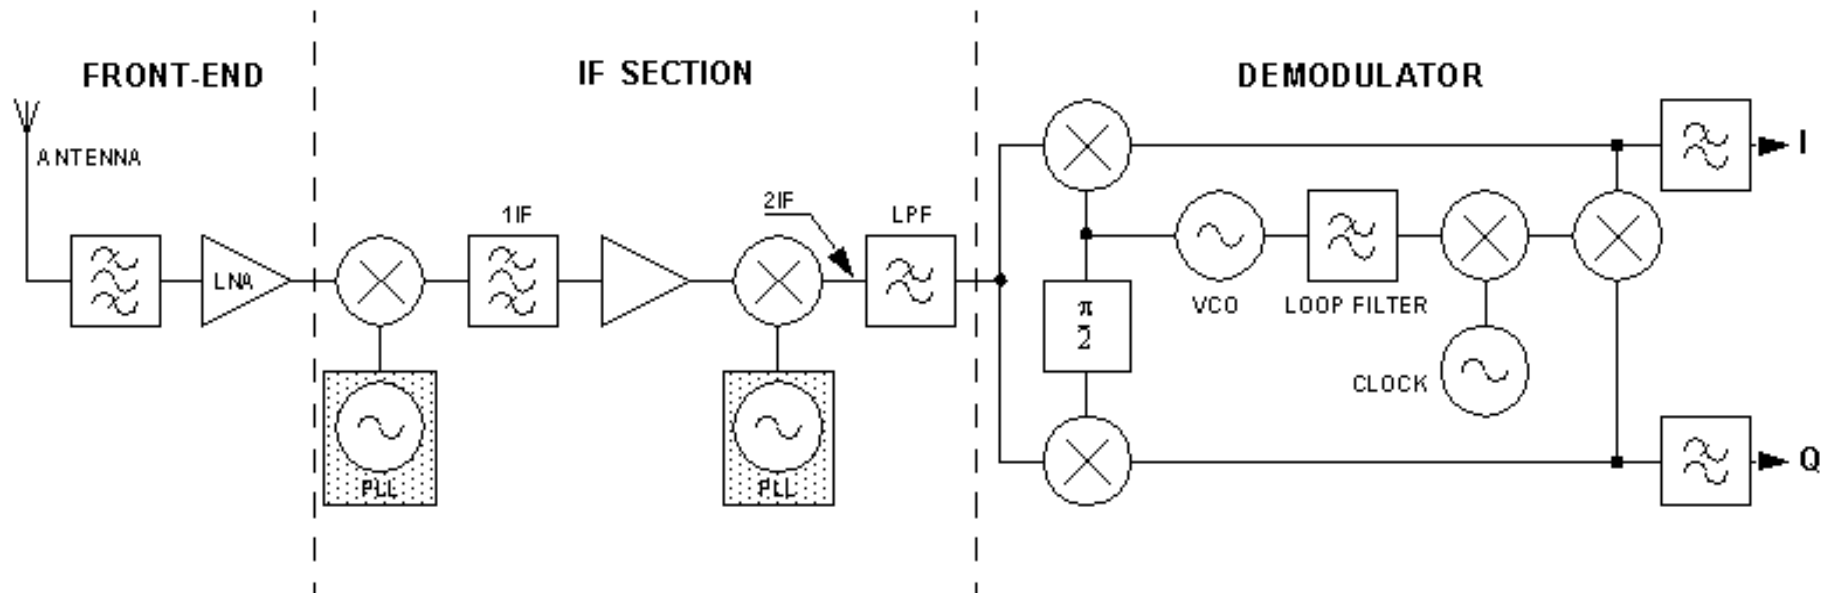 FRONT-END
IF SECTION
DEMODULATOR
ANTENNA
I
1IF
2IF
LPF
LNA
π
2
VCO
LOOP FILTER
CLOCK
PLL
PLL
Q